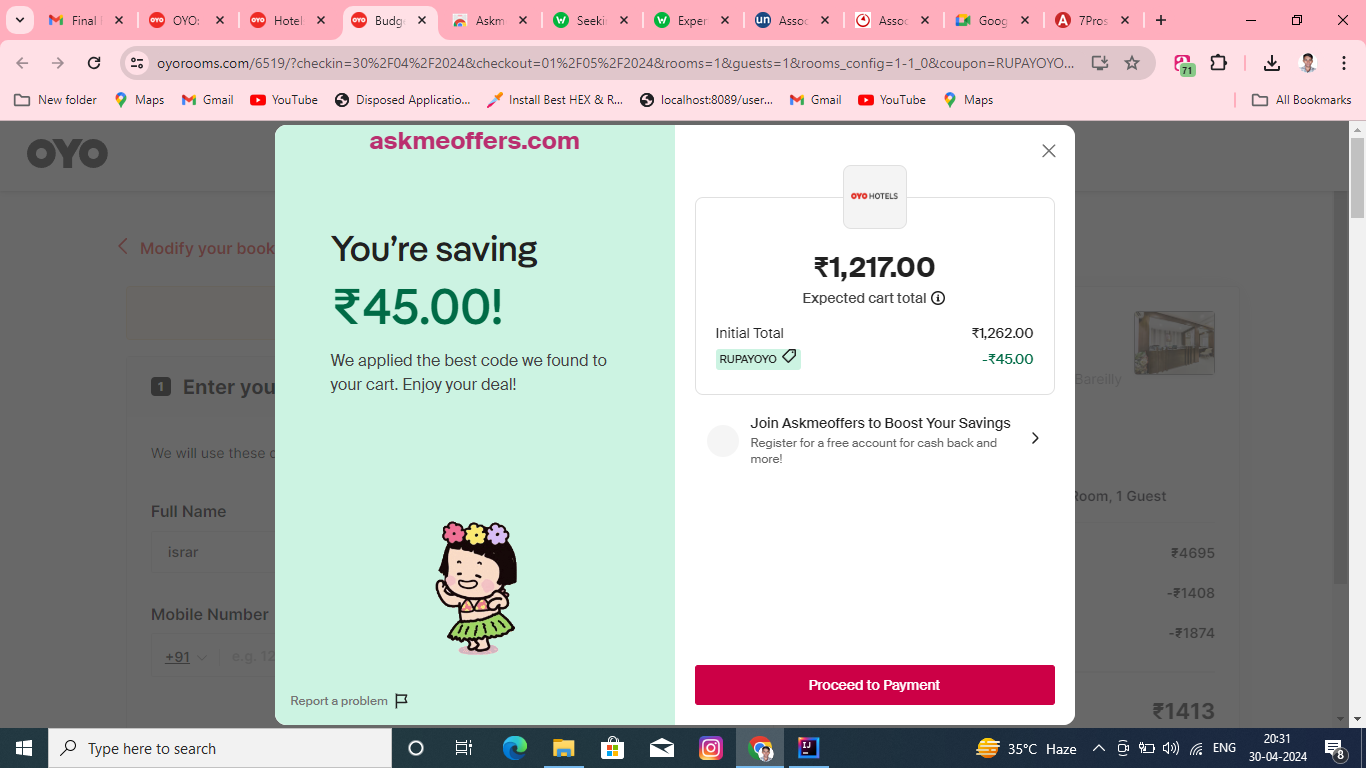 Final
OYO:
Hotel
Budge
Askm
Seekin
Exper
Assoc
Assoc
Goog
7Pros
oyorooms.com/6519/?checkin=30%2F04%2F2024&checkout=01%2F05%2F2024&rooms=1&guests=1&rooms_config=1-1_0&coupon=RUPAYOYO...
71
New folder
Maps
Gmail
YouTube
Disposed Applicatio...
Install Best HEX & R...
localhost:8089/user...
Gmail
YouTube
Maps
All Bookmarks
OYO
Modify your book
1 Enter you
We will use these d
Full Name
israr
Mobile Number
+91
e.g. 12
Bareilly
Room, 1 Guest
₹4695
-₹1408
-₹1874
₹1413
askmeoffers.com
You're saving
₹45.00!
We applied the best code we found to
your cart. Enjoy your deal!
Report a problem
OYO HOTELS
₹1,217.00
Expected cart total
Initial Total ₹1,262.00
RUPAYOYO -₹45.00
Join Askmeoffers to Boost Your Savings
Register for a free account for cash back and
more!
Proceed to Payment
Type here to search
IJ
35°C Haze
ENG
20:31
30-04-2024
8